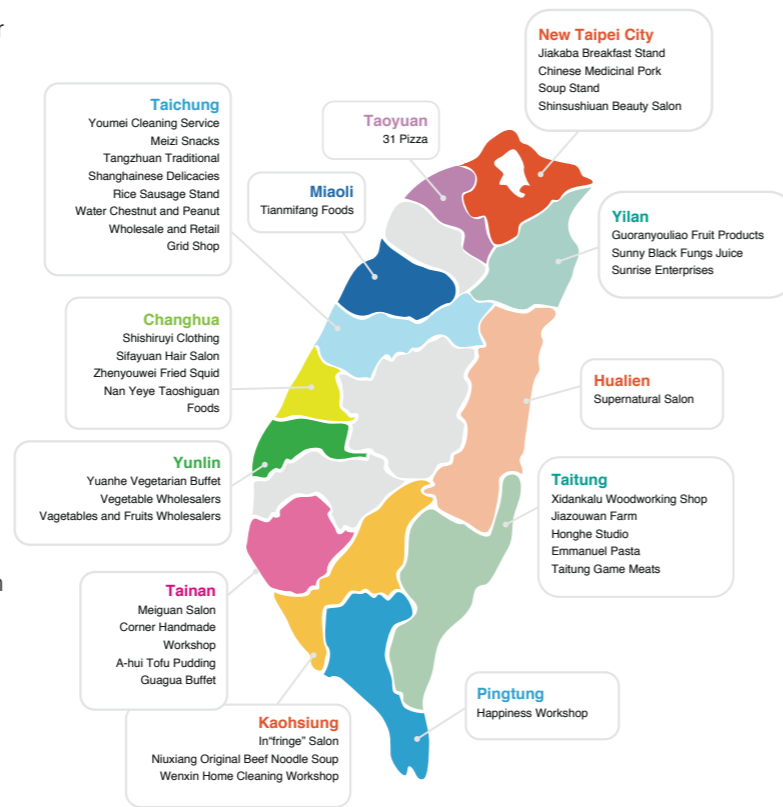 r
New Taipei City
Jiakaba Breakfast Stand
Chinese Medicinal Pork
Soup Stand
Shinsushiuan Beauty Salon
Taichung
Youmei Cleaning Service
Meizi Snacks
Tangzhuan Traditional
Shanghainese Delicacies
Rice Sausage Stand
Water Chestnut and Peanut
Wholesale and Retail
Grid Shop
Taoyuan
31 Pizza
Miaoli
Tianmifang Foods
Yilan
Guoranyouliao Fruit Products
Sunny Black Fungs Juice
Sunrise Enterprises
Changhua
Shishiruyi Clothing
Sifayuan Hair Salon
Zhenyouwei Fried Squid
Nan Yeye Taoshiguan
Foods
Hualien
Supernatural Salon
Yunlin
Yuanhe Vegetarian Buffet
Vegetable Wholesalers
Vagetables and Fruits Wholesalers
Taitung
Xidankalu Woodworking Shop
Jiazouwan Farm
Honghe Studio
Emmanuel Pasta
Taitung Game Meats
n
Tainan
Meiguan Salon
Corner Handmade
Workshop
A-hui Tofu Pudding
Guagua Buffet
Pingtung
Happiness Workshop
Kaohsiung
In"fringe" Salon
Niuxiang Original Beef Noodle Soup
Wenxin Home Cleaning Workshop